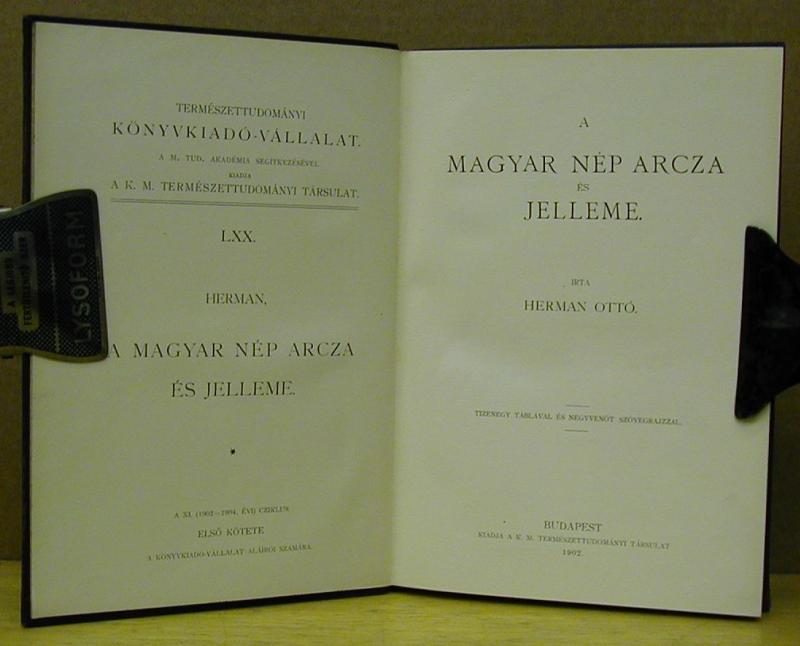 TERMÉSZETTUDOMÁNYI
KÖNYVKIADÓ-VÁLLALAT.
A M. TUD. AKADÉMIA SEGÍTKEZÉSÉVEL
KIADJA
A K. M. TERMÉSZETTUDOMÁNYI TÁRSULAT.
LXX.
HERMAN,
A MAGYAR NÉP ARCZA
ÉS JELLEME.
*
A XI. (1902—1904. ÉVI) CZIKLUS
ELSŐ KÖTETE
A KÖNYVKIADÓ-VÁLLALAT ALÁIRÓI SZÁMÁRA.
LYSOFORM
A
A
MAGYAR NÉP ARCZA
ÉS
JELLEME.
IRTA
HERMAN OTTÓ.
TIZENEGY TÁBLÁVAL ÉS NEGYVENÖT SZÖVEGRAJZZAL.
BUDAPEST
KIADJA A K. M. TERMÉSZETTUDOMÁNYI TÁRSULAT
1902.